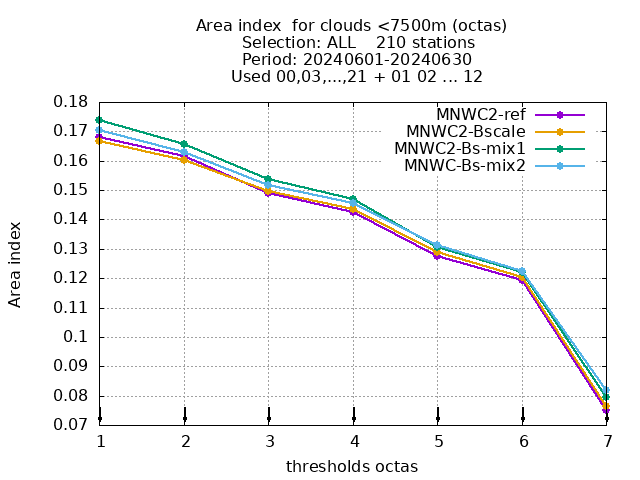 Area index  for clouds <7500m (octas)
Selection: ALL    210 stations
Period: 20240601-20240630
Used 00,03,...,21 + 01 02 ... 12
MNWC2-ref
MNWC2-Bscale
MNWC2-Bs-mix1
MNWC-Bs-mix2
Area index
0.18
0.17
0.16
0.15
0.14
0.13
0.12
0.11
0.1
0.09
0.08
0.07
1 2 3 4 5 6 7
thresholds octas